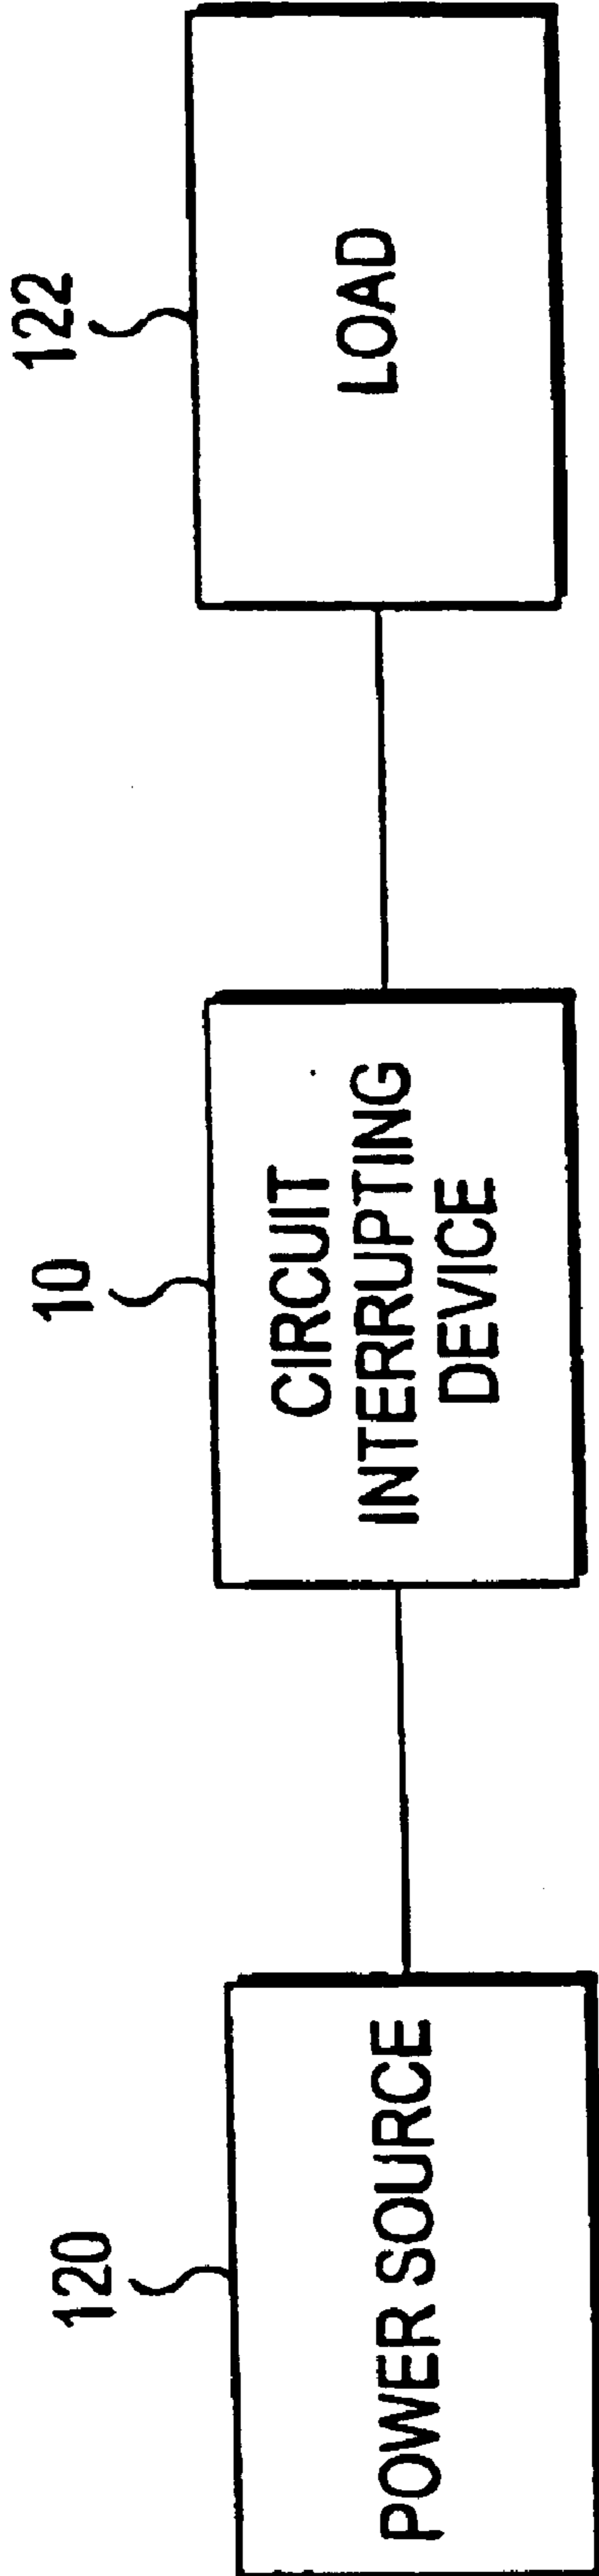 120
POWER SOURCE
10
CIRCUIT
INTERRUPTING
DEVICE
122
LOAD